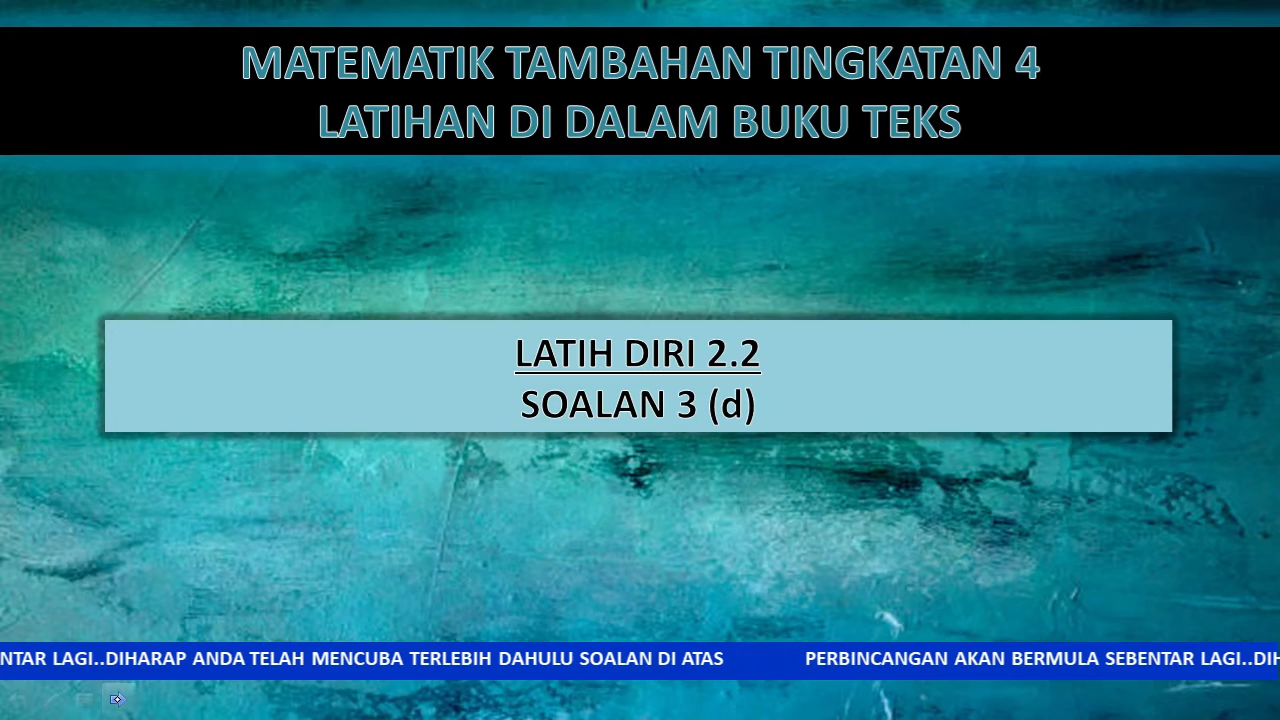 MATEMATIK TAMBAHAN TINGKATAN 4
LATIHAN DI DALAM BUKU TEKS
LATIH DIRI 2.2
SOALAN 3 (d)
NTAR LAGI..DIHARAP ANDA TELAH MENCUBA TERLEBIH DAHULU SOALAN DI ATAS PERBINCANGAN AKAN BERMULA SEBENTAR LAGI..DIH